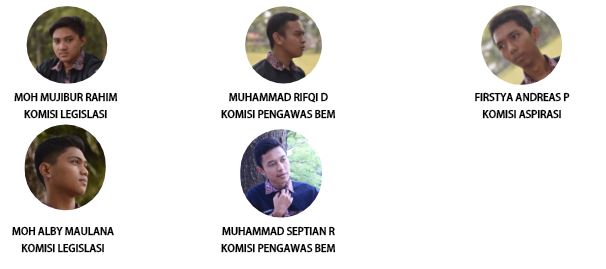 MOH MUJIBUR RAHIM
KOMISI LEGISLASI
MUHAMMAD RIFQI D
KOMISI PENGAWAS BEM
FIRSTYA ANDREAS P
KOMISI ASPIRASI
MOH ALBY MAULANA
KOMISI LEGISLASI
MUHAMMAD SEPTIAN R
KOMISI PENGAWAS BEM